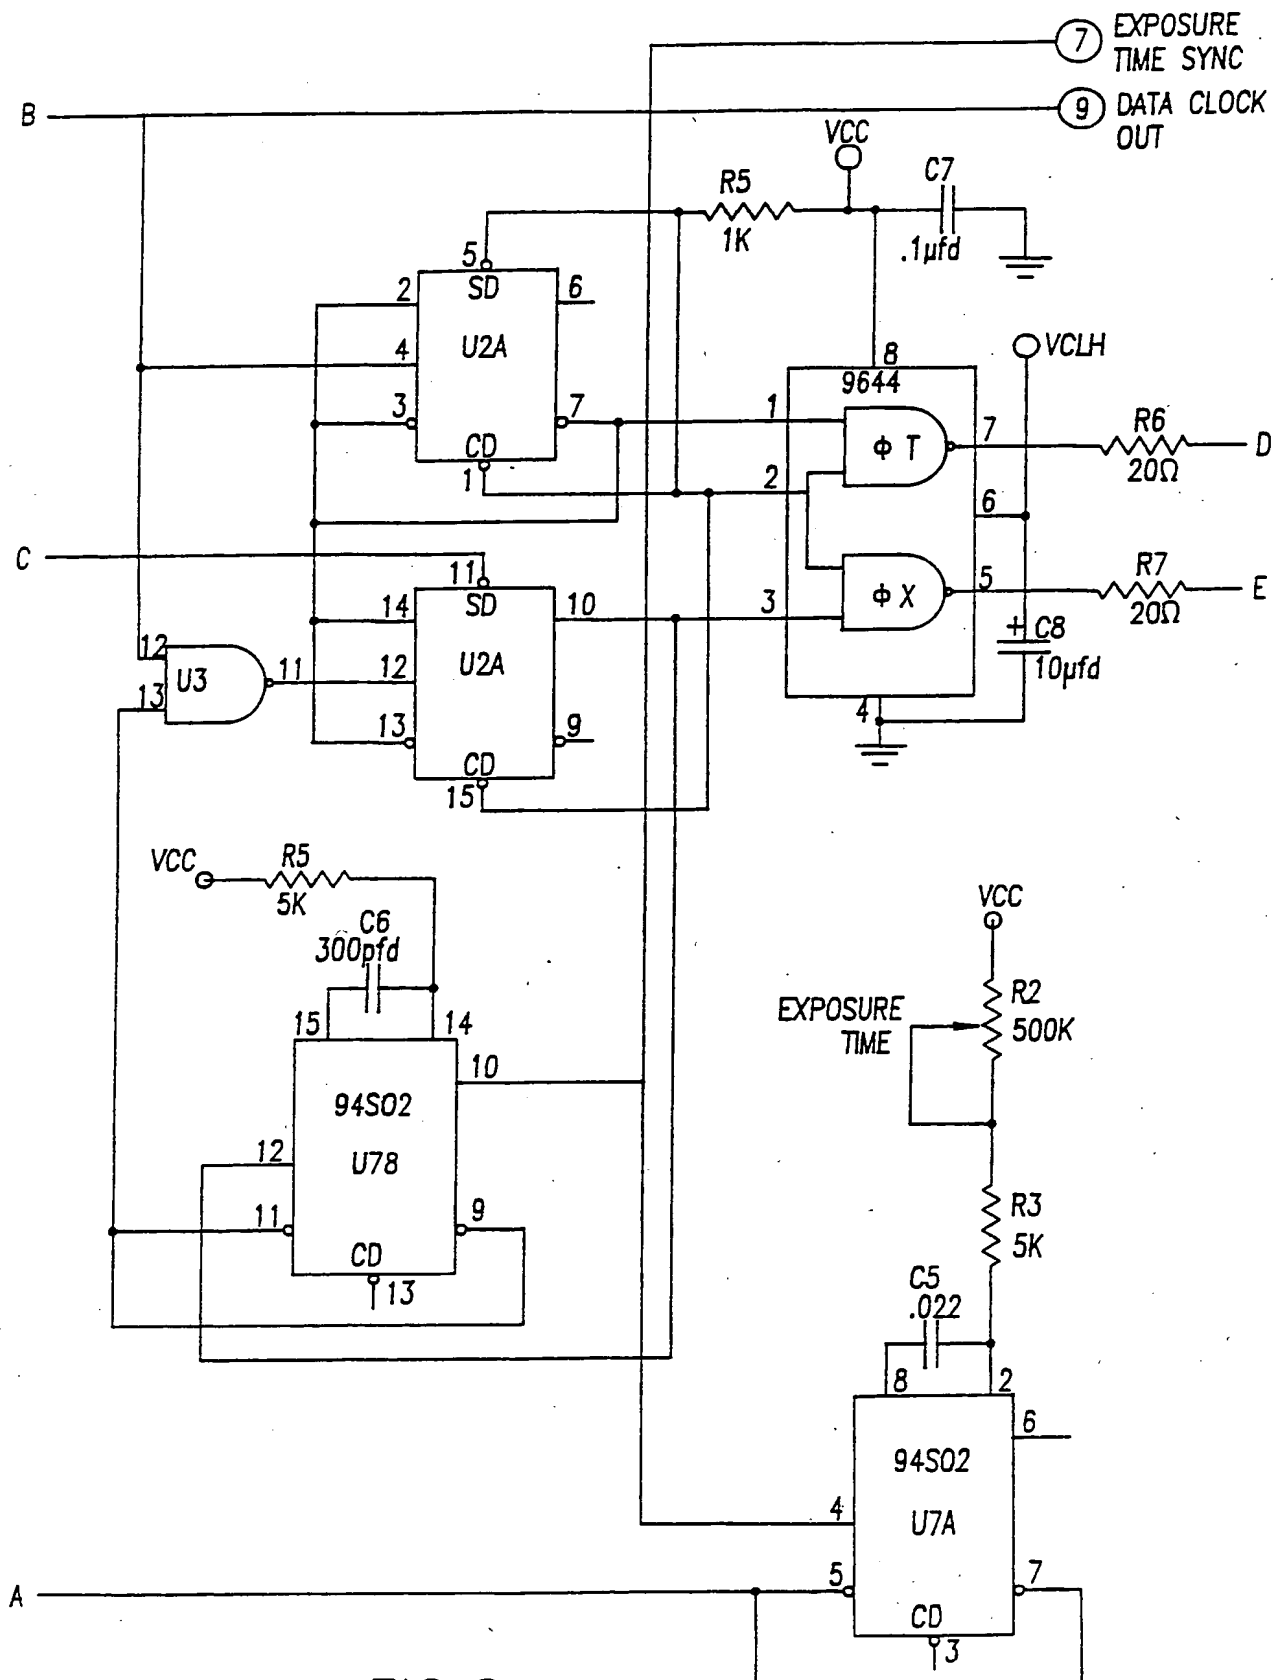 7 EXPOSURE
TIME SYNC
B
9 DATA CLOCK
OUT
VCC
C7
.1µfd
R5
1K
5
SD
2
6
U2A
4
3
7
CD
1
8
9644
VCLH
1
Φ T
7
R6
20Ω
D
2
6
C
11
SD
14
10
U2A
12
13
9
CD
15
3
Φ X
5
R7
20Ω
E
+ C8
10µfd
4
12
U3
11
13
VCC
R5
5K
C6
300pfd
15
14
10
94S02
12
U78
11
9
CD
13
VCC
EXPOSURE
TIME
R2
500K
R3
5K
C5
.022
8
2
6
94S02
4
U7A
A
5
7
CD
3